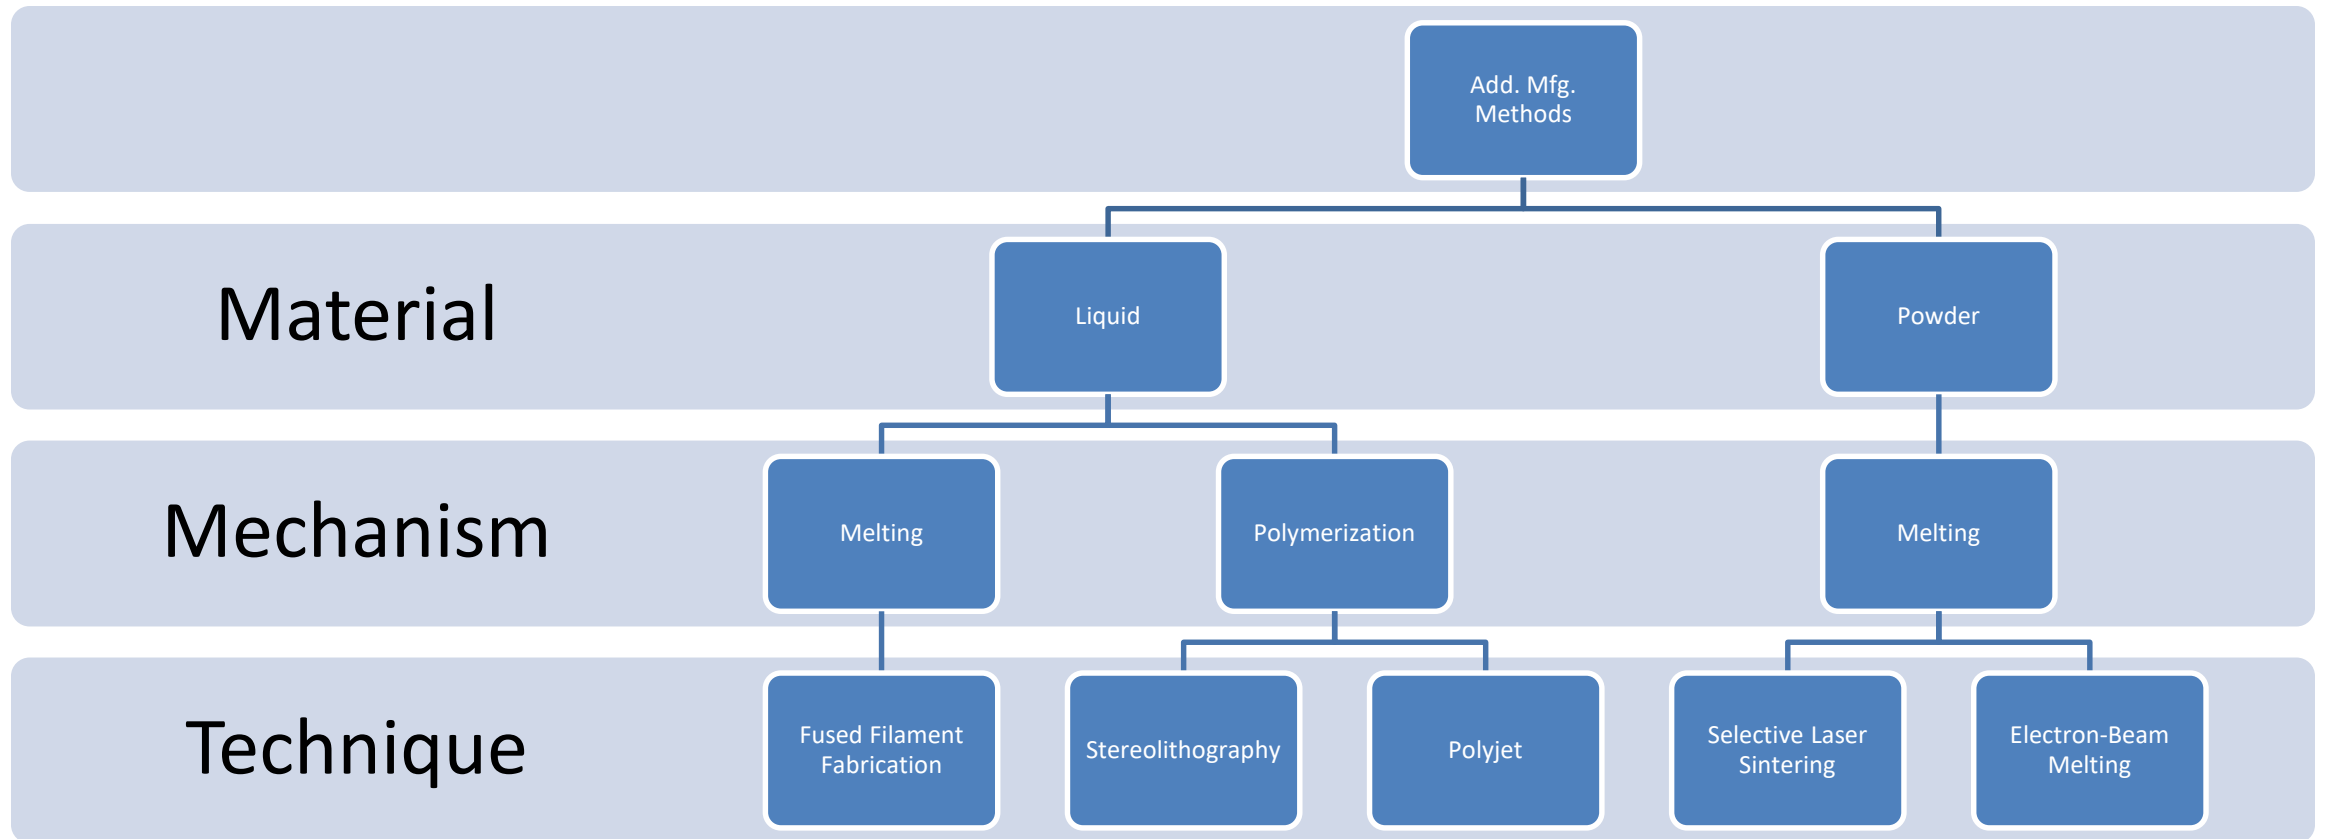 Add. Mfg.
Methods
Material
Liquid
Powder
Mechanism
Melting
Polymerization
Melting
Technique
Fused Filament
Fabrication
Stereolithography
Polyjet
Selective Laser
Sintering
Electron-Beam
Melting